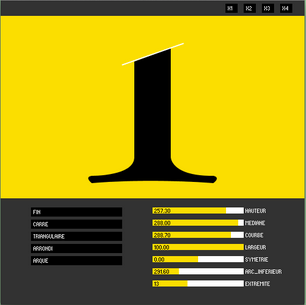 X1 X2 X3 X4
FIN
CARRE
TRIANGULAIRE
ARRONDI
ARQUE
257.30 HAUTEUR
288.00 MEDIANE
288.70 COURBE
100.00 LARGEUR
0.00 SYMETRIE
291.60 ARC_INFERIEUR
13 EXTREMITE